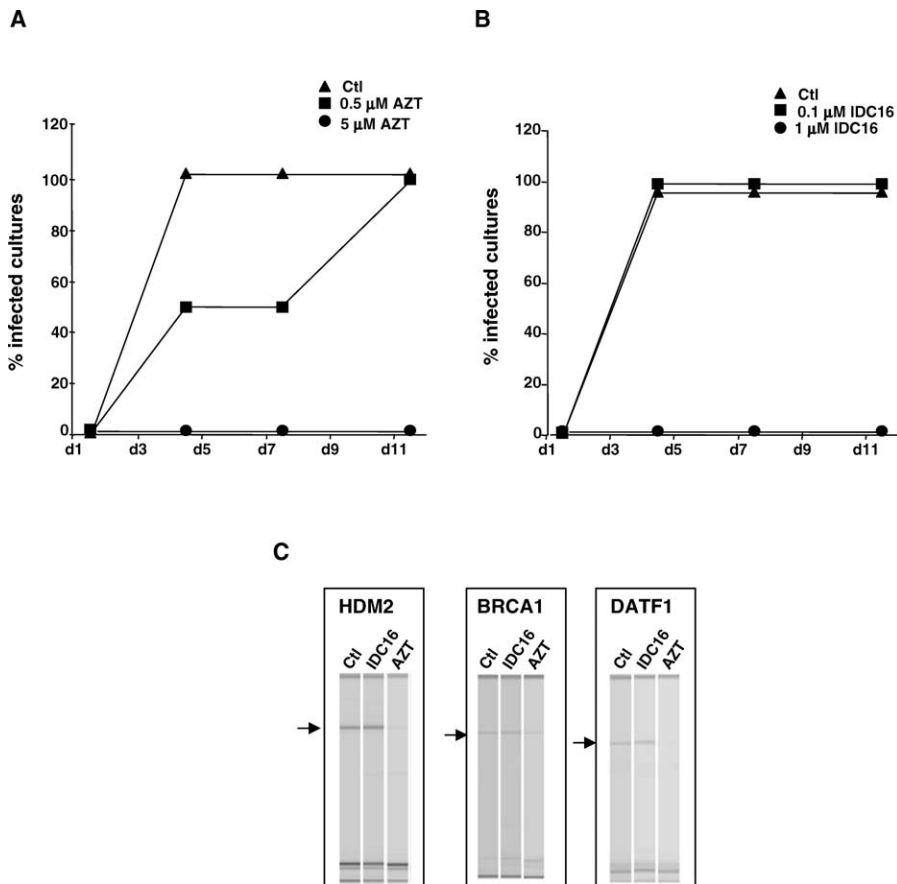 A
Ctl
0.5 µM AZT
5 µM AZT
120
100
80
60
40
20
0
% infected cultures
d1 d3 d5 d7 d9 d11
B
Ctl
0.1 µM IDC16
1 µM IDC16
120
100
80
60
40
20
0
% infected cultures
d1 d3 d5 d7 d9 d11
C
HDM2
Ctl IDC16 AZT
BRCA1
Ctl IDC16 AZT
DATF1
Ctl IDC16 AZT